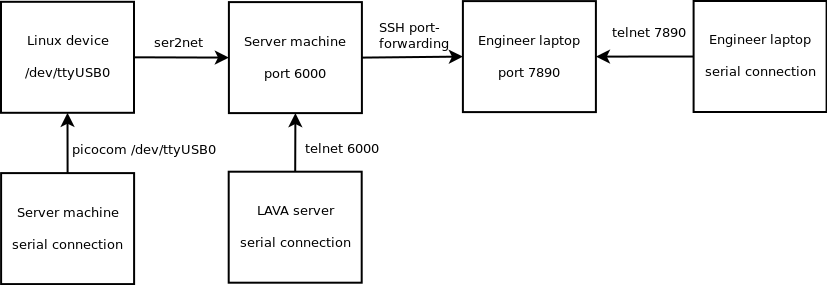 Linux device
/dev/ttyUSB0
ser2net
Server machine
port 6000
SSH port-
forwarding
Engineer laptop
port 7890
telnet 7890
Engineer laptop
serial connection
picocom /dev/ttyUSB0
telnet 6000
Server machine
serial connection
LAVA server
serial connection